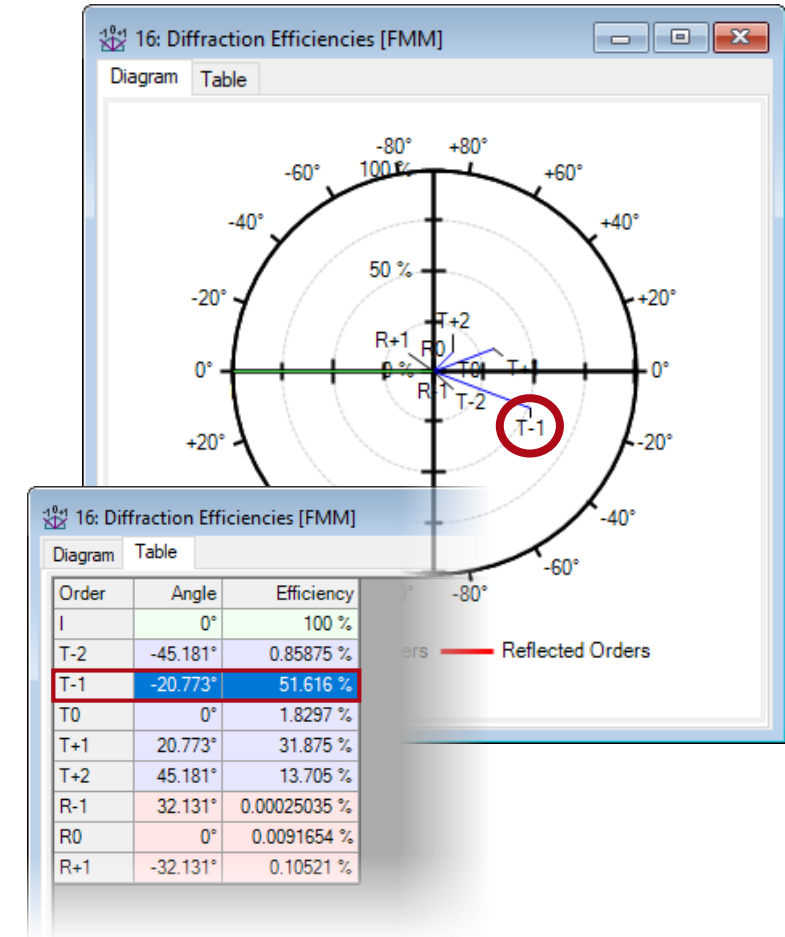 16: Diffraction Efficiencies [FMM]
Diagram Table
-80° +80°
-60° 100 % +60°
-40° +40°
50 %
-20° +20°
T+2
R+1 R0
0° 0 % T0 T+1 0°
R-1 T-2
T-1
+20° -20°
-40°
-60°
-80°
Reflected Orders
16: Diffraction Efficiencies [FMM]
Diagram Table
Order Angle Efficiency
I 0° 100 %
T-2 -45.181° 0.85875 %
T-1 -20.773° 51.616 %
T0 0° 1.8297 %
T+1 20.773° 31.875 %
T+2 45.181° 13.705 %
R-1 32.131° 0.00025035 %
R0 0° 0.0091654 %
R+1 -32.131° 0.10521 %